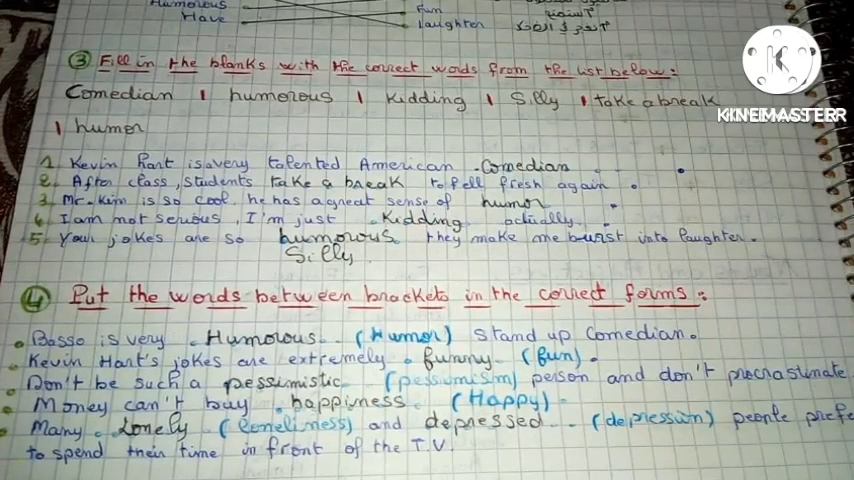 Humorous
Fun
Have
Laughter
③ Fill in the blanks with the correct words from the list below :
Comedian | humorous | Kidding | Silly | take a break
| humor
KINEMASTER
1. Kevin Hart is a very talented American Comedian.
2. After class, students take a break to fell fresh again.
3. Mr. Kim is so cool, he has a great sense of humor.
4. I am not serious, I'm just Kidding actually.
5. Your jokes are so humorous. they make me burst into laughter.
Silly
④ Put the words between brackets in the correct forms :
Basso is very Humorous. (Humor) stand up Comedian.
Kevin Hart's jokes are extremely funny (fun).
Don't be such a pessimistic (pessimism) person and don't procrastinate
Money can't buy happiness (Happy).
Many Lonely (loneliness) and depressed (depression) people prefe
to spend their time in front of the T.V.